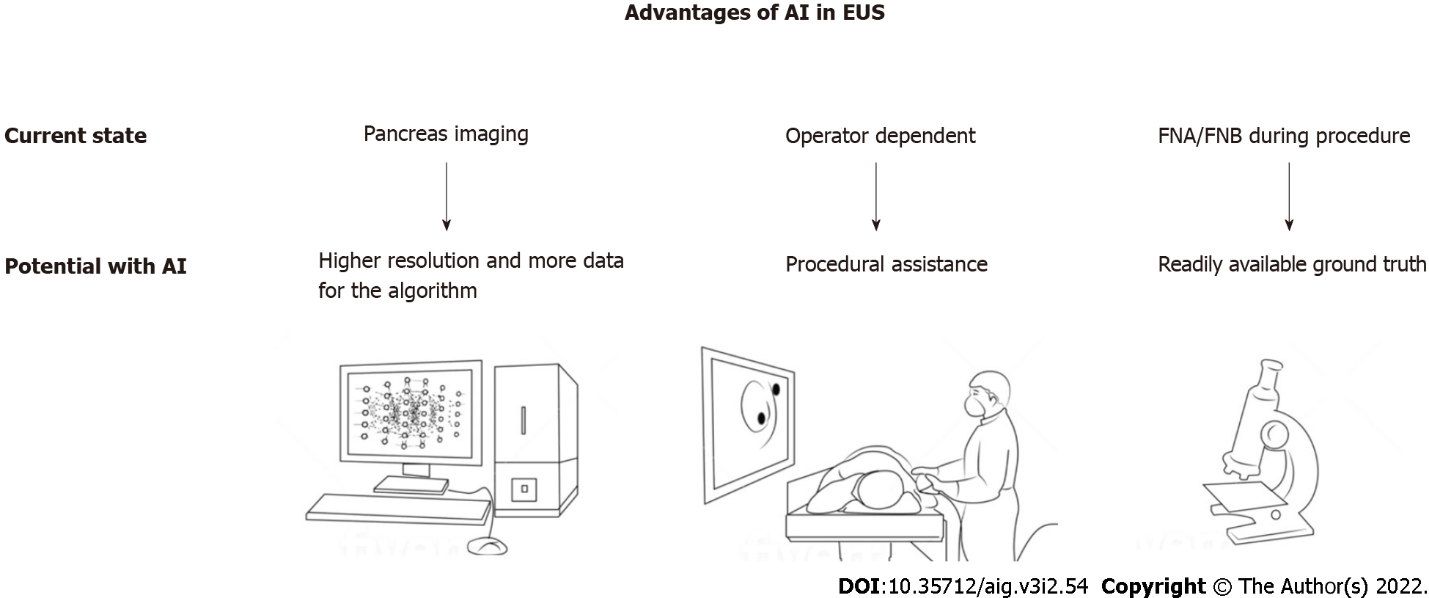 Advantages of AI in EUS
Current state
Pancreas imaging
Operator dependent
FNA/FNB during procedure
Potential with AI
Higher resolution and more data
for the algorithm
Procedural assistance
Readily available ground truth
DOI:10.35712/aig.v3i2.54 Copyright © The Author(s) 2022.